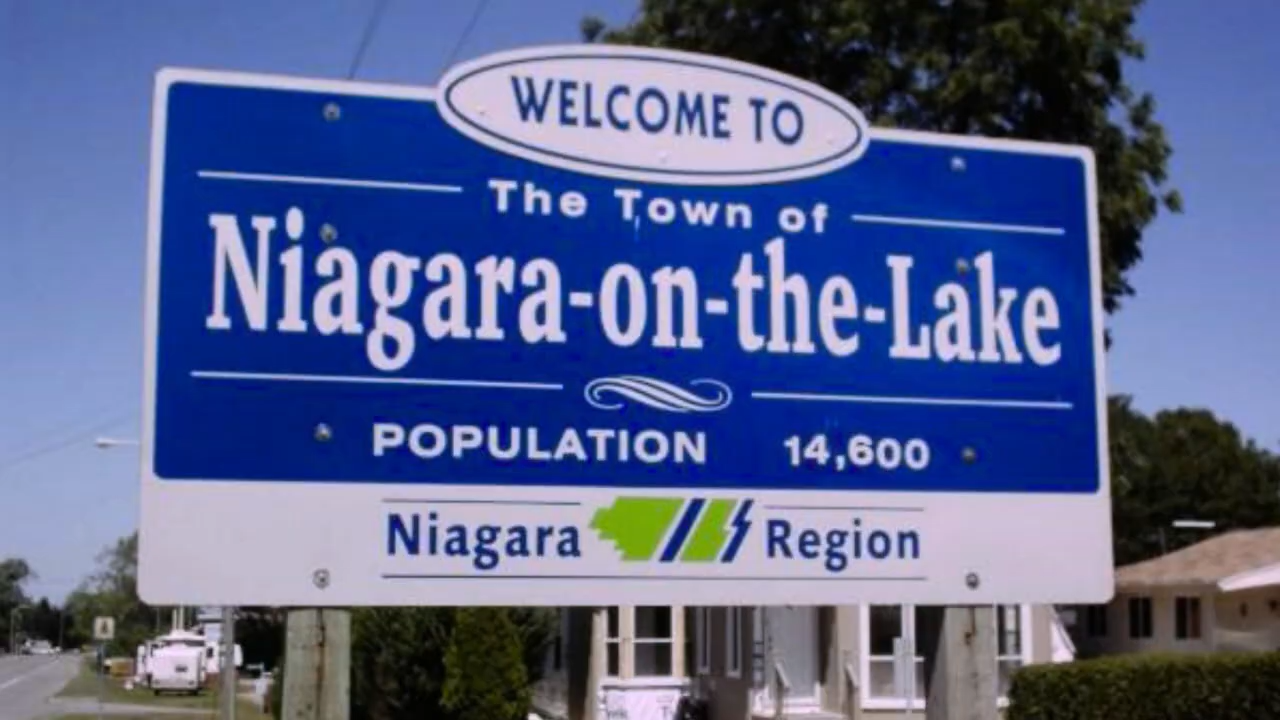 WELCOME TO
The Town of
Niagara-on-the-Lake
POPULATION 14,600
Niagara Region